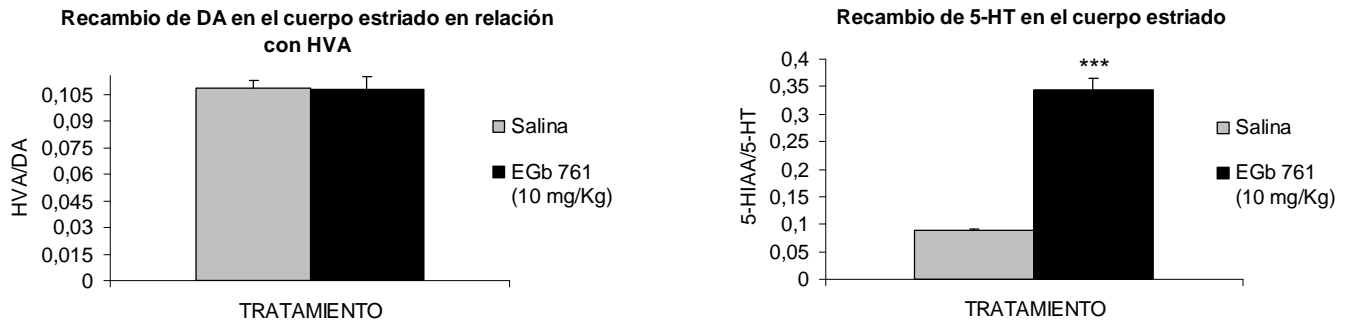 Recambio de DA en el cuerpo estriado en relación
con HVA
0,105
0,09
0,075
0,06
0,045
0,03
0,015
0
HVA/DA
TRATAMIENTO
Salina
EGb 761
(10 mg/Kg)
Recambio de 5-HT en el cuerpo estriado
0,4
0,35
0,3
0,25
0,2
0,15
0,1
0,05
0
5-HIAA/5-HT
***
TRATAMIENTO
Salina
EGb 761
(10 mg/Kg)